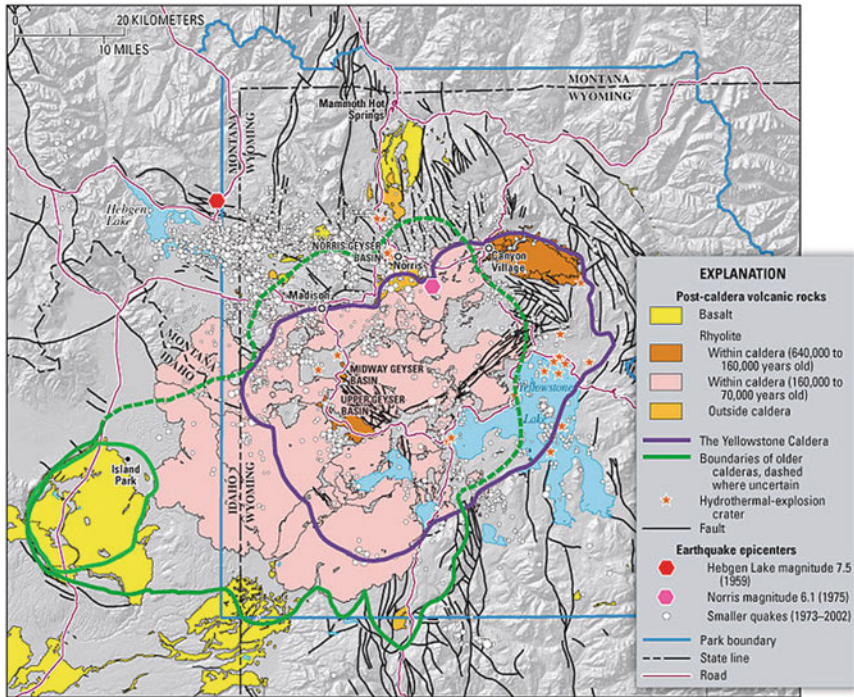 0
20 KILOMETERS
0
10 MILES
MONTANA
WYOMING
Mammoth Hot
Springs
MONTANA
WYOMING
Hebgen
Lake
NORRIS GEYSER
BASIN
Norris
Canyon
Village
Madison
MONTANA
IDAHO
MIDWAY GEYSER
BASIN
UPPER GEYSER
BASIN
Yellowstone
Lake
Island
Park
IDAHO
WYOMING
EXPLANATION
Post-caldera volcanic rocks
Basalt
Rhyolite
Within caldera (640,000 to
160,000 years old)
Within caldera (160,000 to
70,000 years old)
Outside caldera
The Yellowstone Caldera
Boundaries of older
calderas, dashed
where uncertain
Hydrothermal-explosion
crater
Fault
Earthquake epicenters
Hebgen Lake magnitude 7.5
(1959)
Norris magnitude 6.1 (1975)
Smaller quakes (1973–2002)
Park boundary
State line
Road